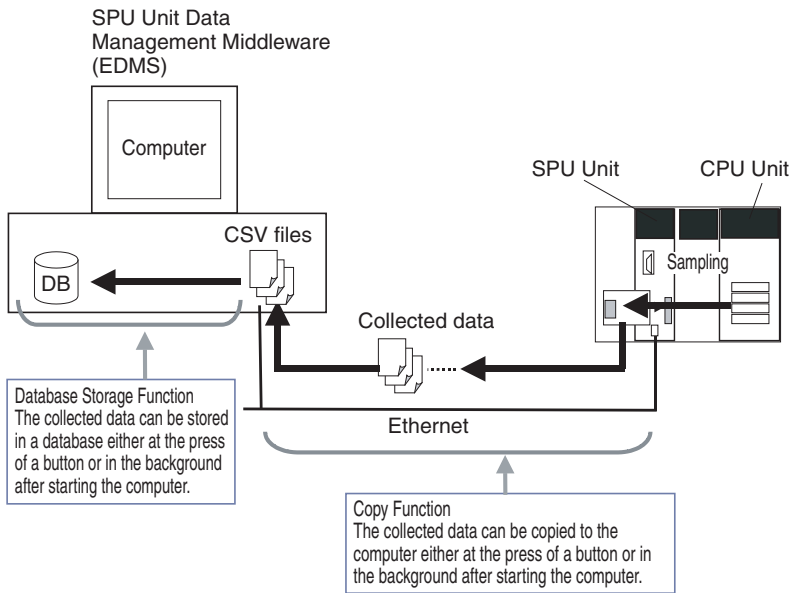 SPU Unit Data
Management Middleware
(EDMS)
Computer
SPU Unit
CPU Unit
CSV files
Sampling
DB
Collected data
Ethernet
Database Storage Function
The collected data can be stored
in a database either at the press
of a button or in the background
after starting the computer.
Copy Function
The collected data can be copied to the
computer either at the press of a button or in
the background after starting the computer.